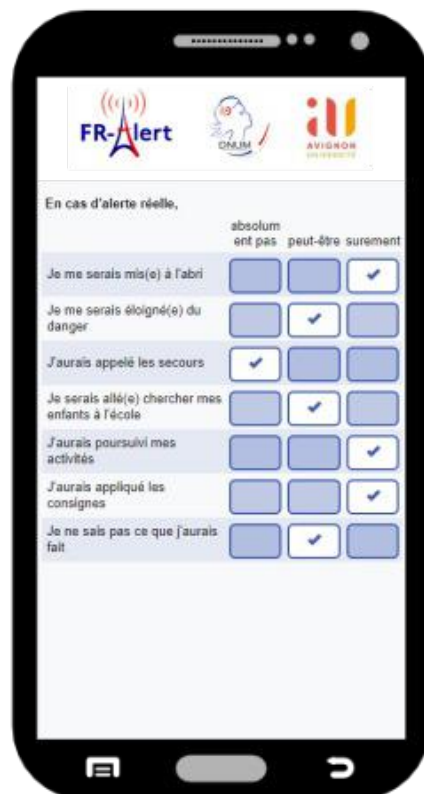 FR-Alert
ONUM
AVIGNON
UNIVERSITÉ
En cas d'alerte réelle,
absolum
ent pas peut-être surement
Je me serais mis(e) à l'abri
Je me serais éloigné(e) du
danger
J'aurais appelé les secours
Je serais allé(e) chercher mes
enfants à l'école
J'aurais poursuivi mes
activités
J'aurais appliqué les
consignes
Je ne sais pas ce que j'aurais
fait